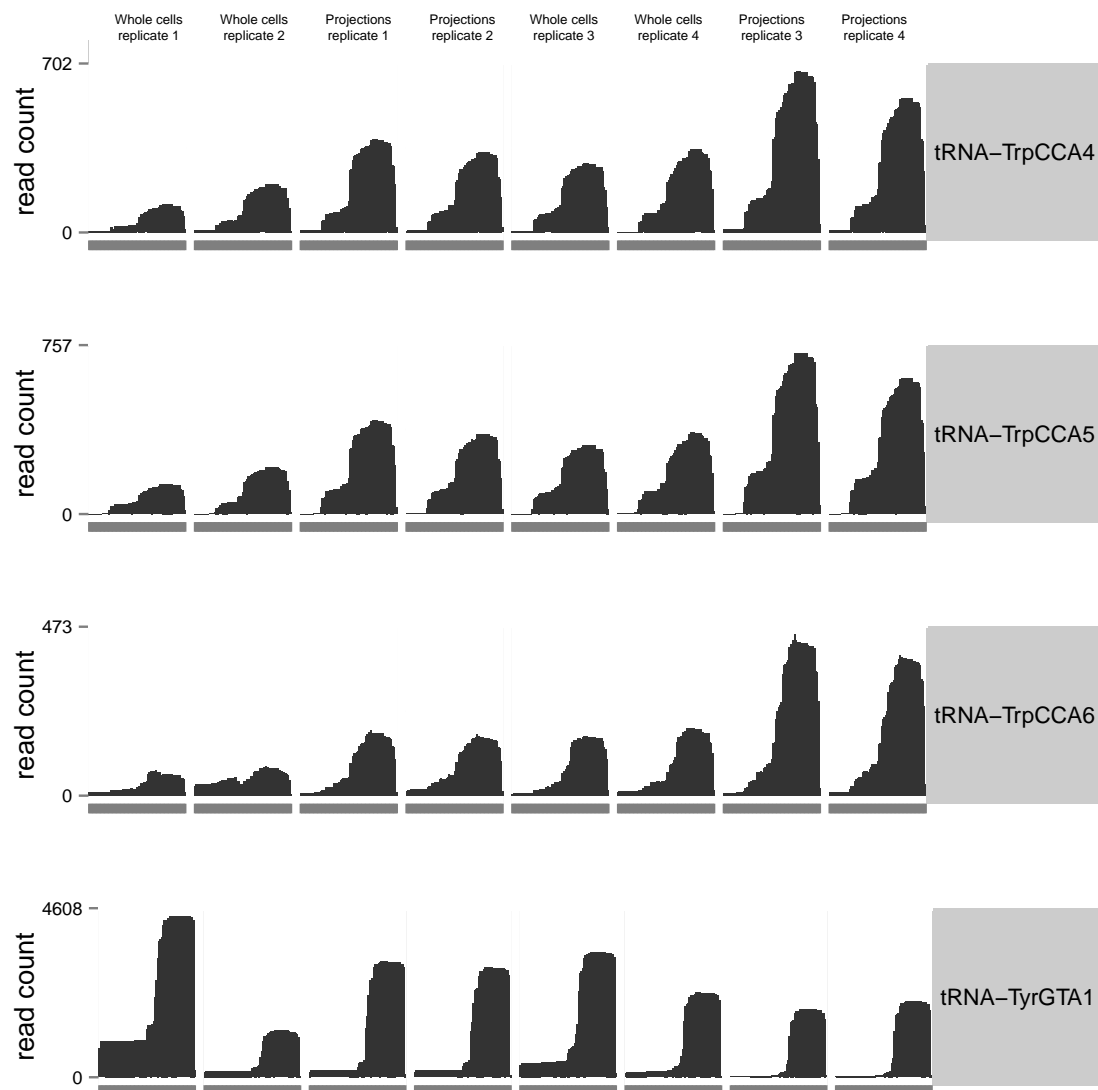 Whole cells replicate 1
Whole cells replicate 2
Projections replicate 1
Projections replicate 2
Whole cells replicate 3
Whole cells replicate 4
Projections replicate 3
Projections replicate 4
702
read count
0
tRNA−TrpCCA4
757
read count
0
tRNA−TrpCCA5
473
read count
0
tRNA−TrpCCA6
4608
read count
0
tRNA−TyrGTA1